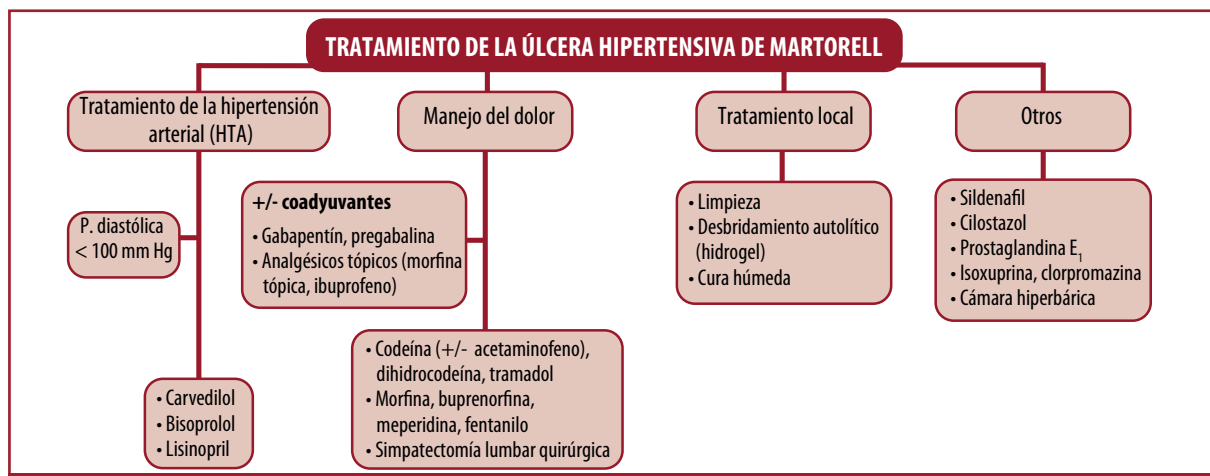 TRATAMIENTO DE LA ÚLCERA HIPERTENSIVA DE MARTORELL
Tratamiento de la hipertensión
arterial (HTA)
P. diastólica
< 100 mm Hg
• Carvedilol
• Bisoprolol
• Lisinopril
Manejo del dolor
+/- coadyuvantes
• Gabapentín, pregabalina
• Analgésicos tópicos (morfina
tópica, ibuprofeno)
• Codeína (+/- acetaminofeno),
dihidrocodeína, tramadol
• Morfina, buprenorfina,
meperidina, fentanilo
• Simpatectomía lumbar quirúrgica
Tratamiento local
• Limpieza
• Desbridamiento autolítico
(hidrogel)
• Cura húmeda
Otros
• Sildenafil
• Cilostazol
• Prostaglandina E₁
• Isoxuprina, clorpromazina
• Cámara hiperbárica